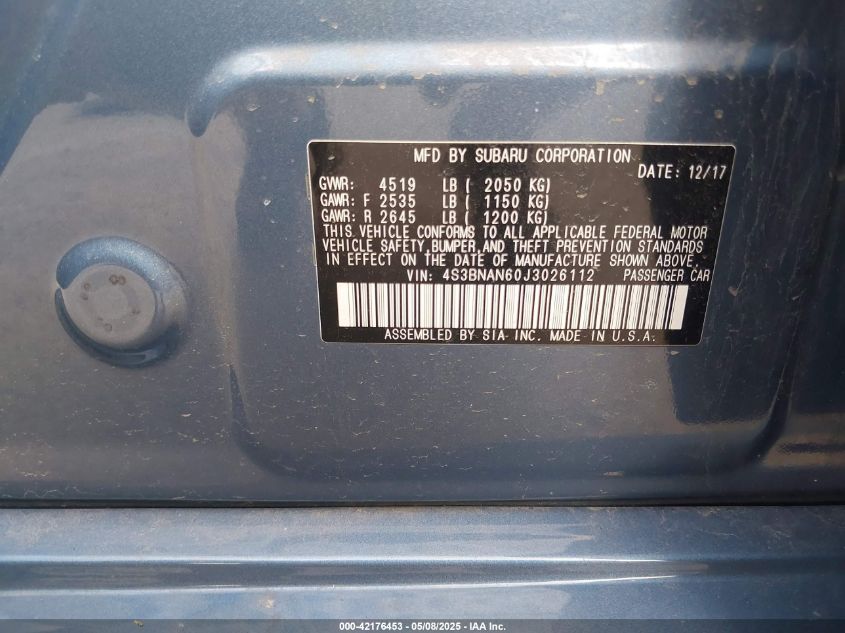 MFD BY SUBARU CORPORATION
DATE: 12/17
GVWR: 4519 LB ( 2050 KG)
GAWR: F 2535 LB ( 1150 KG)
GAWR: R 2645 LB ( 1200 KG)
THIS VEHICLE CONFORMS TO ALL APPLICABLE FEDERAL MOTOR
VEHICLE SAFETY, BUMPER, AND THEFT PREVENTION STANDARDS
IN EFFECT ON THE DATE OF MANUFACTURE SHOWN ABOVE.
VIN: 4S3BNAN60J3026112 PASSENGER CAR
ASSEMBLED BY SIA INC. MADE IN U.S.A.
000-42176453 - 05/08/2025 - IAA Inc.